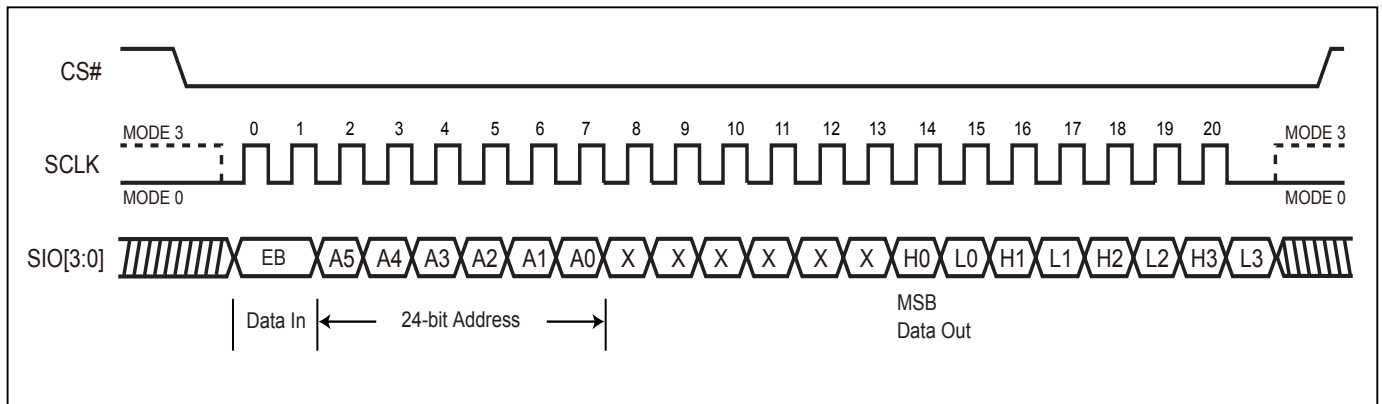 CS#
MODE 3
0 1 2 3 4 5 6 7 8 9 10 11 12 13 14 15 16 17 18 19 20
MODE 3
SCLK
MODE 0
MODE 0
SIO[3:0]
EB A5 A4 A3 A2 A1 A0 X X X X X X H0 L0 H1 L1 H2 L2 H3 L3
Data In
24-bit Address
MSB
Data Out